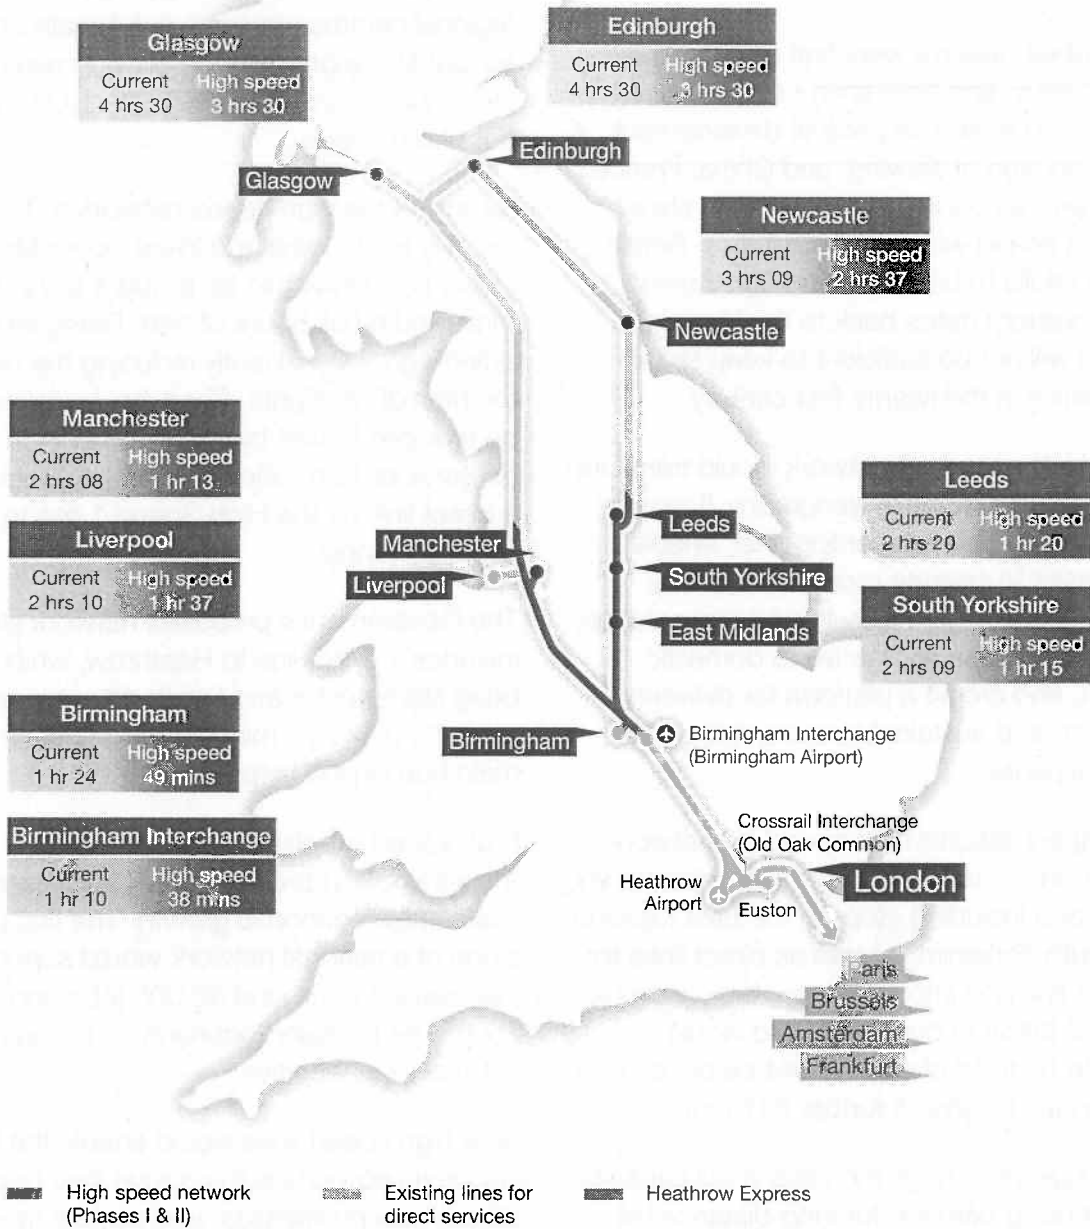 Glasgow
Current High speed
4 hrs 30 3 hrs 30
Edinburgh
Current High speed
4 hrs 30 3 hrs 30
Edinburgh
Glasgow
Newcastle
Current High speed
3 hrs 09 2 hrs 37
Newcastle
Manchester
Current High speed
2 hrs 08 1 hr 13
Liverpool
Current High speed
2 hrs 10 1 hr 37
Leeds
Current High speed
2 hrs 20 1 hr 20
South Yorkshire
Current High speed
2 hrs 09 1 hr 15
Leeds
Manchester
Liverpool
South Yorkshire
East Midlands
Birmingham
Current High speed
1 hr 24 49 mins
Birmingham
Birmingham Interchange
(Birmingham Airport)
Birmingham Interchange
Current High speed
1 hr 10 38 mins
Crossrail Interchange
(Old Oak Common)
London
Heathrow
Airport
Euston
aris
Brussels
Amsterdam
Frankfurt
High speed network
(Phases I & II)
Existing lines for
direct services
Heathrow Express